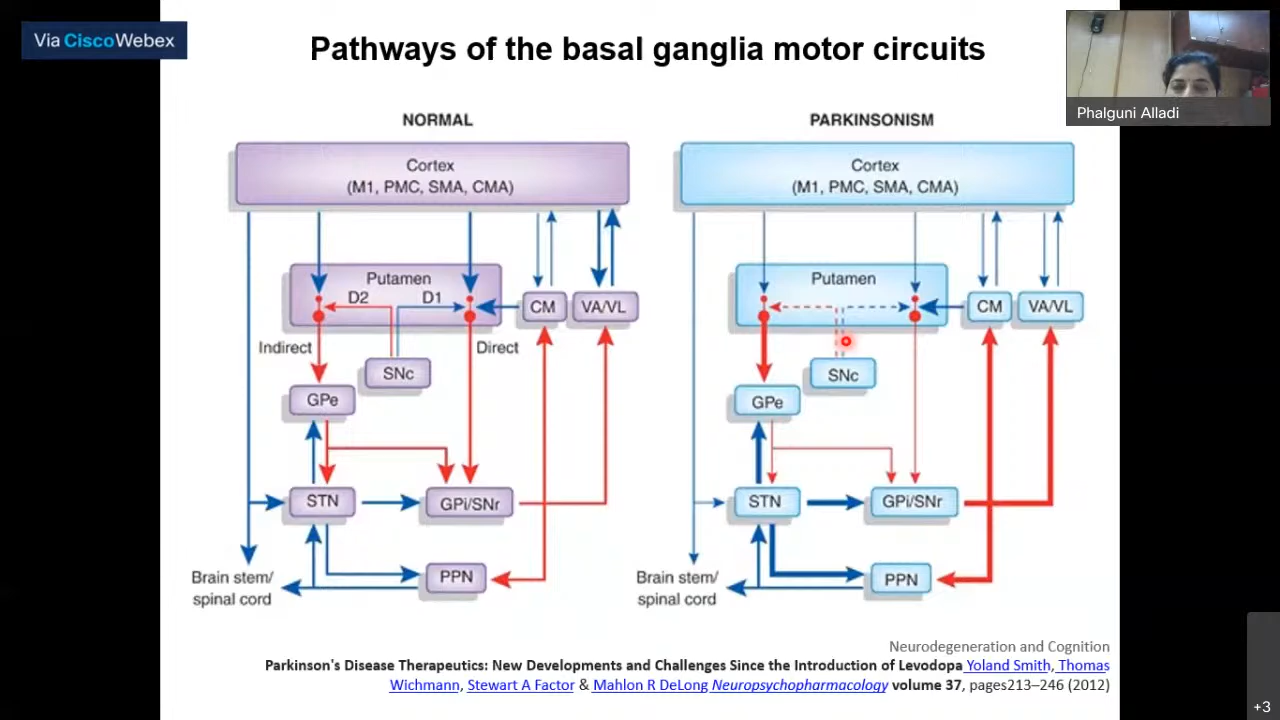 Via CiscoWebex
Pathways of the basal ganglia motor circuits
Phalguni Alladi
NORMAL
Cortex
(M1, PMC, SMA, CMA)
Putamen
D2
D1
CM
VA/VL
Indirect
Direct
SNc
GPe
STN
GPi/SNr
Brain stem/
spinal cord
PPN
PARKINSONISM
Cortex
(M1, PMC, SMA, CMA)
Putamen
CM
VA/VL
SNc
GPe
STN
GPi/SNr
Brain stem/
spinal cord
PPN
Neurodegeneration and Cognition
Parkinson's Disease Therapeutics: New Developments and Challenges Since the Introduction of Levodopa Yoland Smith, Thomas
Wichmann, Stewart A Factor & Mahlon R DeLong Neuropsychopharmacology volume 37, pages213–246 (2012)
+3